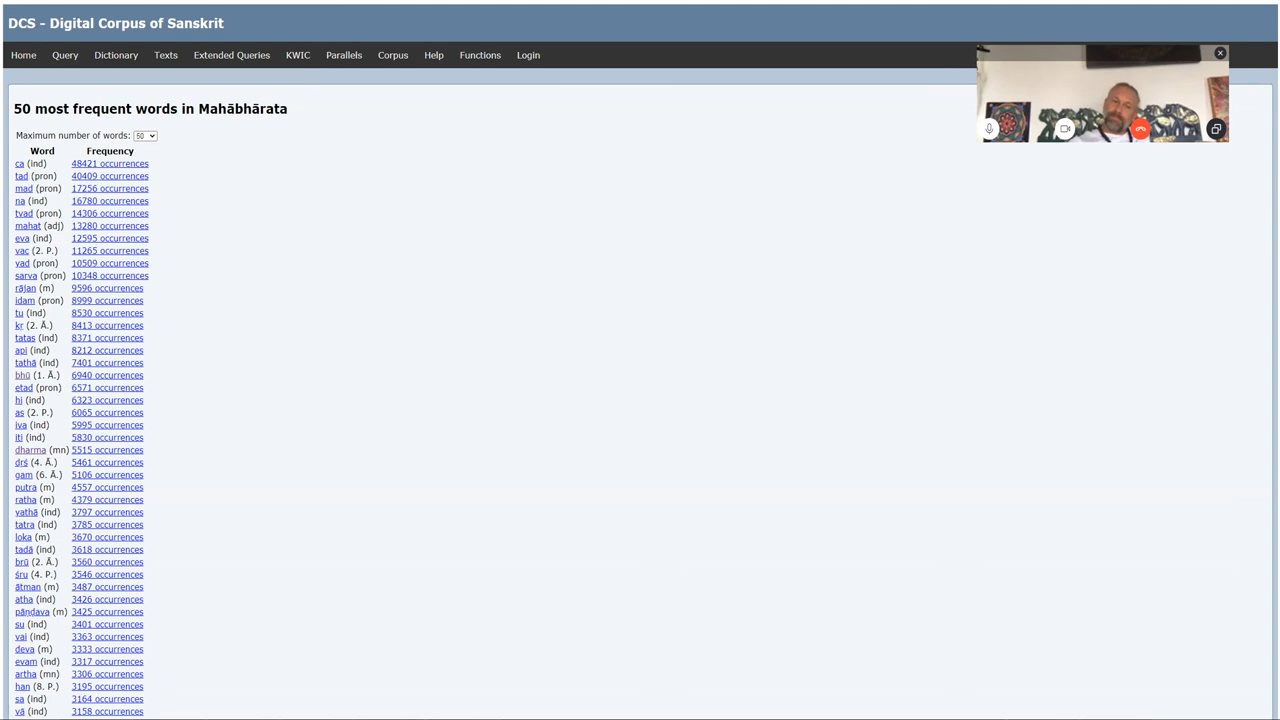 DCS - Digital Corpus of Sanskrit
Home Query Dictionary Texts Extended Queries KWIC Parallels Corpus Help Functions Login
50 most frequent words in Mahābhārata
Maximum number of words: 50
Word Frequency
ca (ind) 48421 occurrences
tad (pron) 40409 occurrences
mad (pron) 17256 occurrences
na (ind) 16780 occurrences
tvad (pron) 14306 occurrences
mahat (adj) 13280 occurrences
eva (ind) 12595 occurrences
vac (2. P.) 11265 occurrences
yad (pron) 10509 occurrences
sarva (pron) 10348 occurrences
rājan (m) 9596 occurrences
idam (pron) 8999 occurrences
tu (ind) 8530 occurrences
kṛ (2. Ā.) 8413 occurrences
tatas (ind) 8371 occurrences
api (ind) 8212 occurrences
tathā (ind) 7401 occurrences
bhū (1. Ā.) 6940 occurrences
etad (pron) 6571 occurrences
hi (ind) 6323 occurrences
as (2. P.) 6065 occurrences
iva (ind) 5995 occurrences
iti (ind) 5830 occurrences
dharma (mn) 5515 occurrences
dṛś (4. Ā.) 5461 occurrences
gam (6. Ā.) 5106 occurrences
putra (m) 4557 occurrences
ratha (m) 4379 occurrences
yathā (ind) 3797 occurrences
tatra (ind) 3785 occurrences
loka (m) 3670 occurrences
tadā (ind) 3618 occurrences
brū (2. Ā.) 3560 occurrences
śru (4. P.) 3546 occurrences
ātman (m) 3487 occurrences
atha (ind) 3426 occurrences
pāṇḍava (m) 3425 occurrences
su (ind) 3401 occurrences
vai (ind) 3363 occurrences
deva (m) 3333 occurrences
evam (ind) 3317 occurrences
artha (mn) 3306 occurrences
han (8. P.) 3195 occurrences
sa (ind) 3164 occurrences
vā (ind) 3158 occurrences